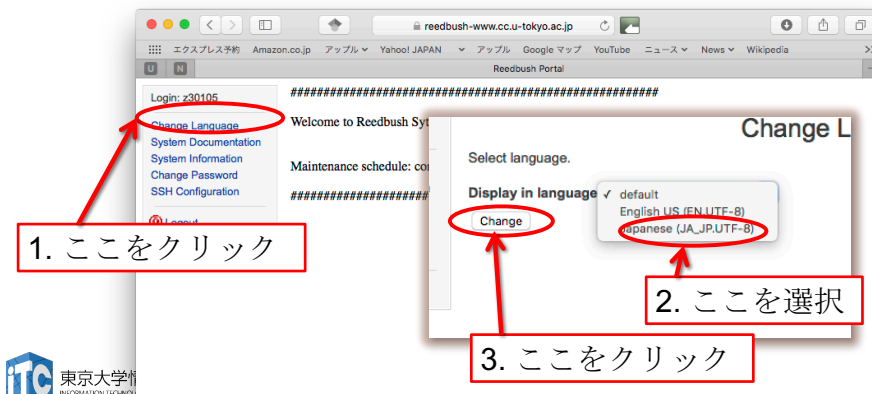 reedbush-www.cc.u-tokyo.ac.jp
エクスプレス予約 Amazon.co.jp アップル Yahoo! JAPAN アップル Google マップ YouTube ニュース News Wikipedia
U N Reedbush Portal
Login: z30105
Change Language
System Documentation
System Information
Change Password
SSH Configuration
Logout
########################################################
Welcome to Reedbush Syt
Maintenance schedule: co
#####################
Change L
Select language.
Display in language
✓ default
English US (EN.UTF-8)
Japanese (JA_JP.UTF-8)
Change
1. ここをクリック
2. ここを選択
3. ここをクリック
iTC 東京大学情
INFORMATION TECHNOLO